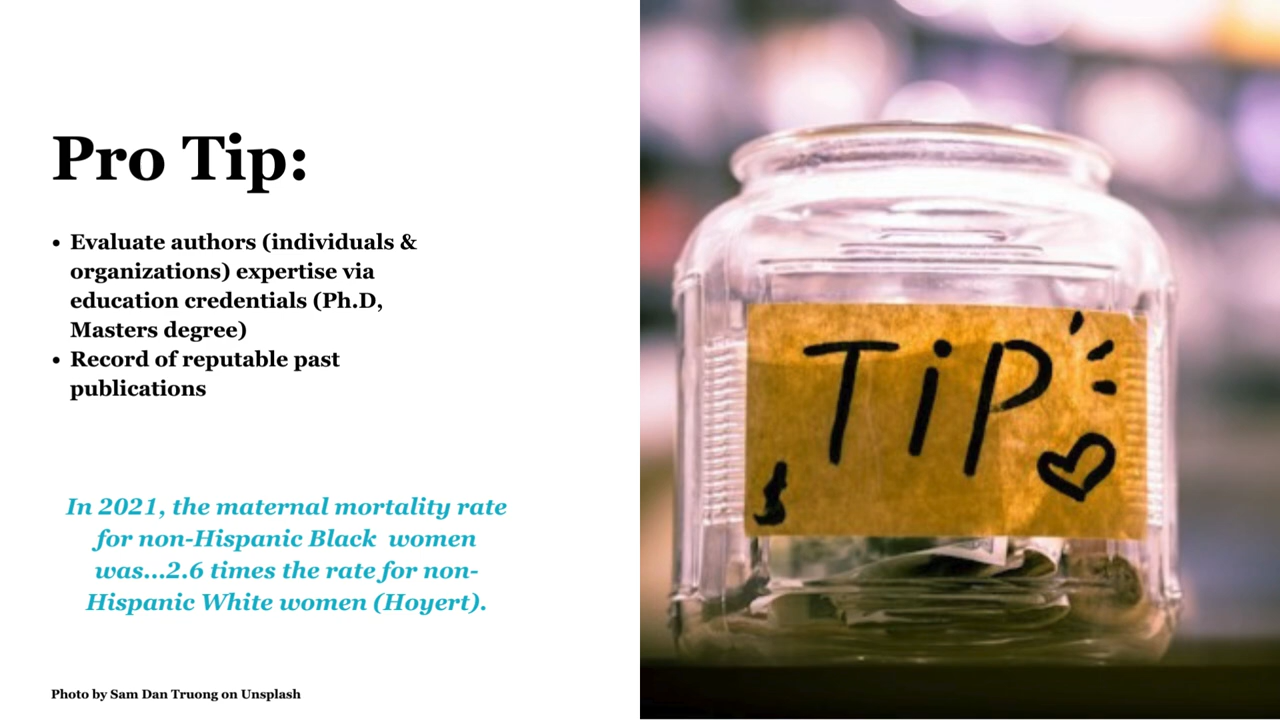 Pro Tip:
• Evaluate authors (individuals &
organizations) expertise via
education credentials (Ph.D,
Masters degree)
• Record of reputable past
publications
In 2021, the maternal mortality rate
for non-Hispanic Black  women
was...2.6 times the rate for non-
Hispanic White women (Hoyert).
Photo by Sam Dan Truong on Unsplash
TiP
$